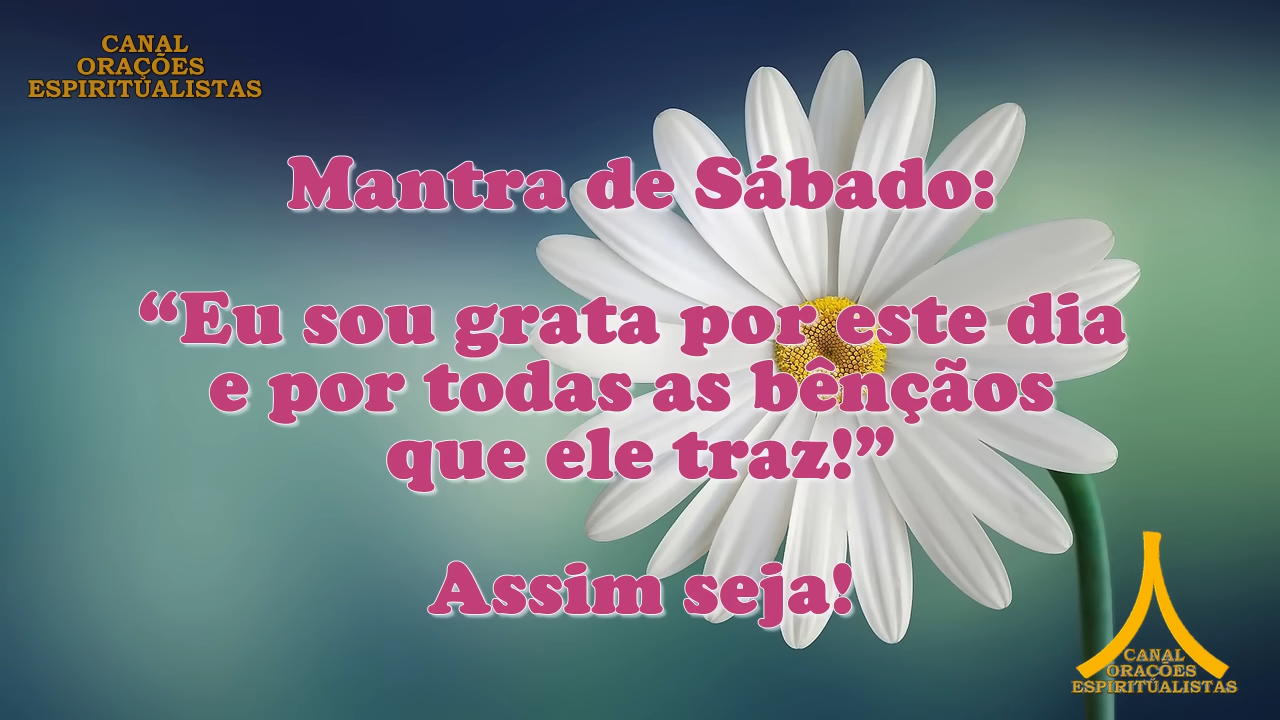 CANAL
ORAÇÕES
ESPIRITUALISTAS
Mantra de Sábado:
“Eu sou grata por este dia
e por todas as bênçãos
que ele traz!”
Assim seja!
CANAL
ORAÇÕES
ESPIRITUALISTAS